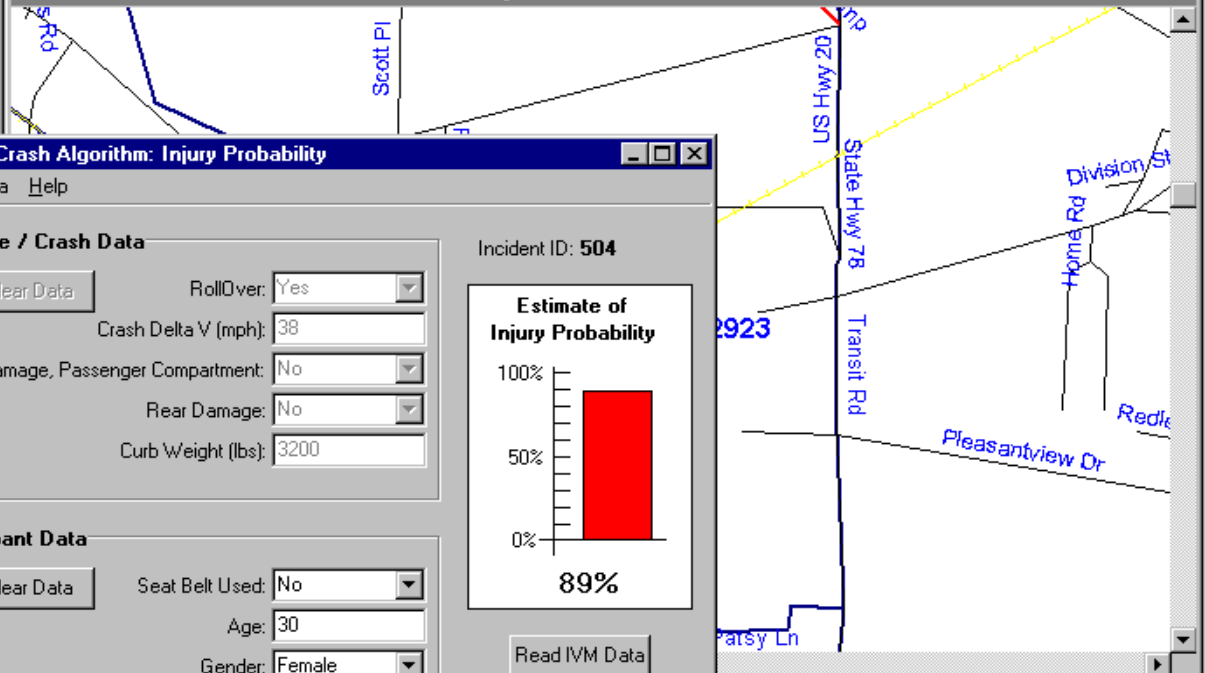 s Rd
Scott Pl
US Hwy 20
State Hwy 78
Division St
Home Rd
Crash Algorithm: Injury Probability
a Help
e / Crash Data
Incident ID: 504
lear Data
RollOver: Yes
Crash Delta V (mph): 38
amage, Passenger Compartment: No
Rear Damage: No
Curb Weight (lbs): 3200
Estimate of
Injury Probability
100%
50%
0%
89%
2923
Transit Rd
Redle
Pleasantview Dr
ant Data
lear Data
Seat Belt Used: No
Age: 30
Gender: Female
Read IVM Data
Patsy Ln